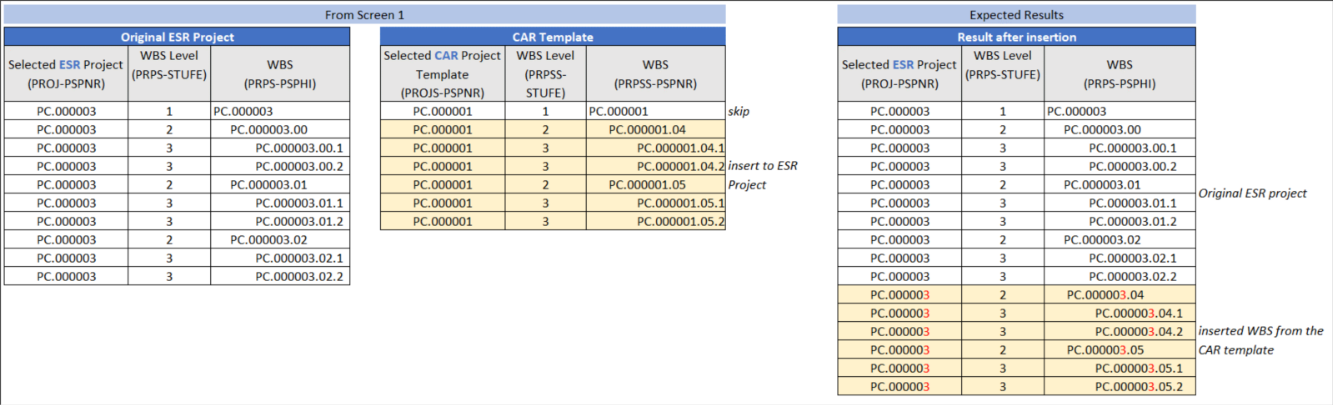 From Screen 1
Expected Results
Original ESR Project
CAR Template
Result after insertion
Selected ESR Project (PROJ-PSPNR) WBS Level (PRPS-STUFE) WBS (PRPS-PSPHI)
Selected CAR Project Template (PROJS-PSPNR) WBS Level (PRPSS-STUFE) WBS (PRPSS-PSPNR)
Selected ESR Project (PROJ-PSPNR) WBS Level (PRPS-STUFE) WBS (PRPS-PSPHI)
PC.000003 1 PC.000003
PC.000003 2 PC.000003.00
PC.000003 3 PC.000003.00.1
PC.000003 3 PC.000003.00.2
PC.000003 2 PC.000003.01
PC.000003 3 PC.000003.01.1
PC.000003 3 PC.000003.01.2
PC.000003 2 PC.000003.02
PC.000003 3 PC.000003.02.1
PC.000003 3 PC.000003.02.2
PC.000001 1 PC.000001 skip
PC.000001 2 PC.000001.04
PC.000001 3 PC.000001.04.1
PC.000001 3 PC.000001.04.2 insert to ESR
PC.000001 2 PC.000001.05 Project
PC.000001 3 PC.000001.05.1
PC.000001 3 PC.000001.05.2
PC.000003 1 PC.000003
PC.000003 2 PC.000003.00
PC.000003 3 PC.000003.00.1
PC.000003 3 PC.000003.00.2
PC.000003 2 PC.000003.01
PC.000003 3 PC.000003.01.1
PC.000003 3 PC.000003.01.2
PC.000003 2 PC.000003.02
PC.000003 3 PC.000003.02.1
PC.000003 3 PC.000003.02.2
Original ESR project
PC.000003 2 PC.000003.04
PC.000003 3 PC.000003.04.1
PC.000003 3 PC.000003.04.2 inserted WBS from the
PC.000003 2 PC.000003.05 CAR template
PC.000003 3 PC.000003.05.1
PC.000003 3 PC.000003.05.2